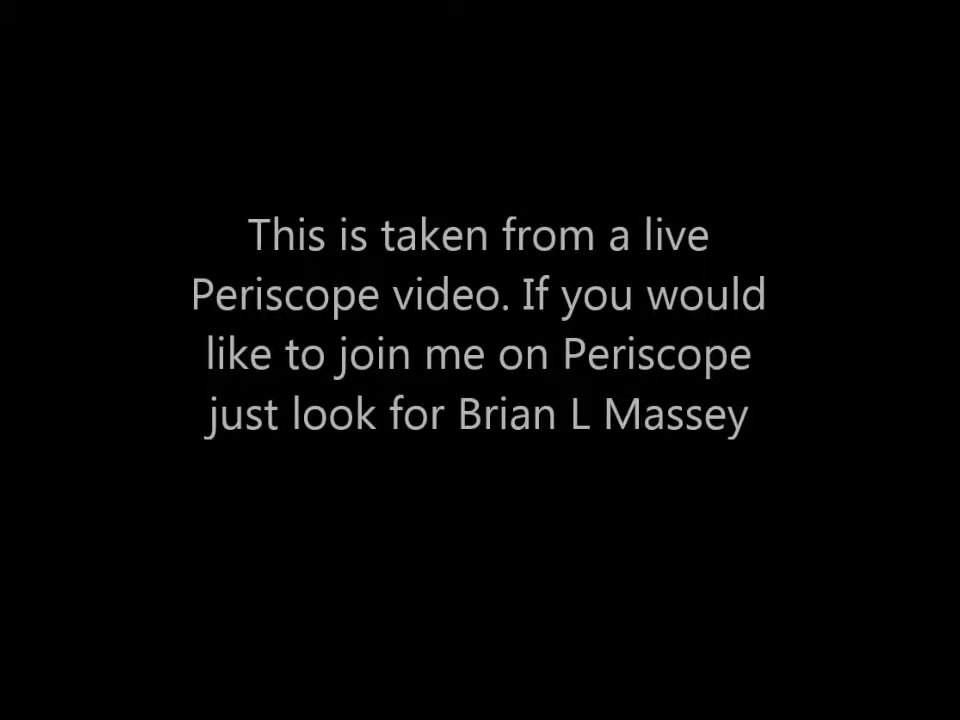 This is taken from a live
Periscope video. If you would
like to join me on Periscope
just look for Brian L Massey